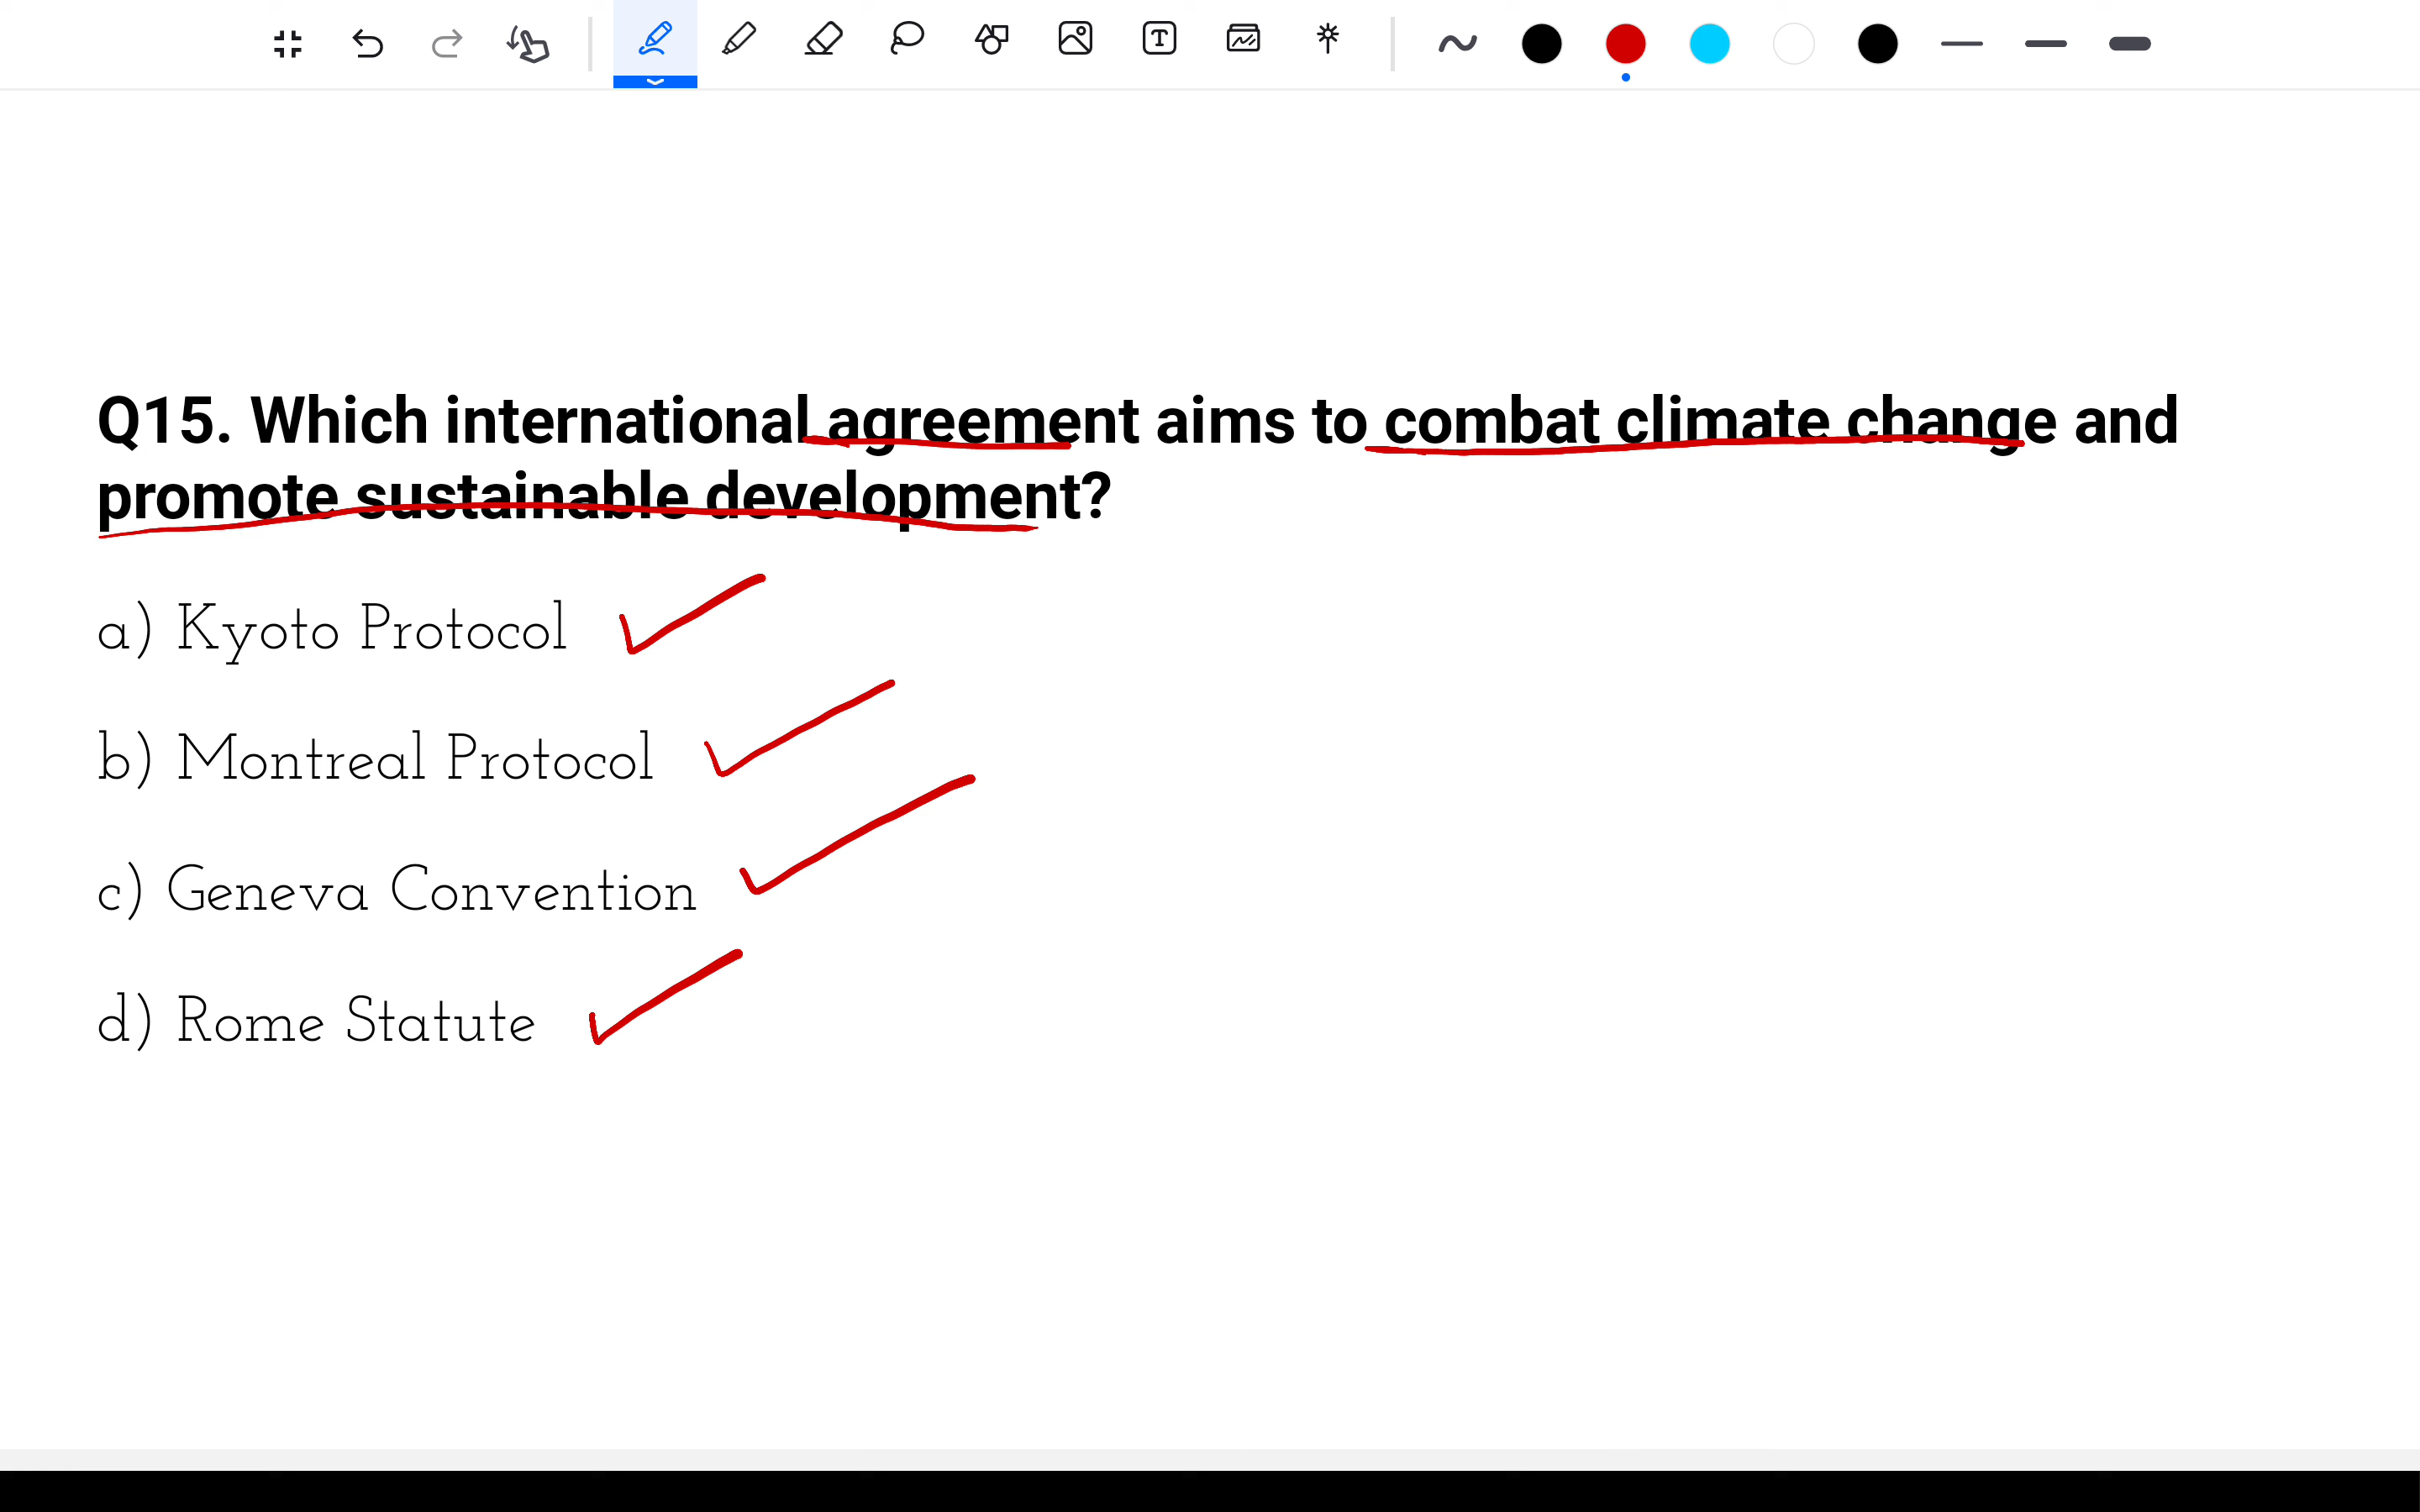 Q15. Which international agreement aims to combat climate change and
promote sustainable development?
a) Kyoto Protocol
b) Montreal Protocol
c) Geneva Convention
d) Rome Statute